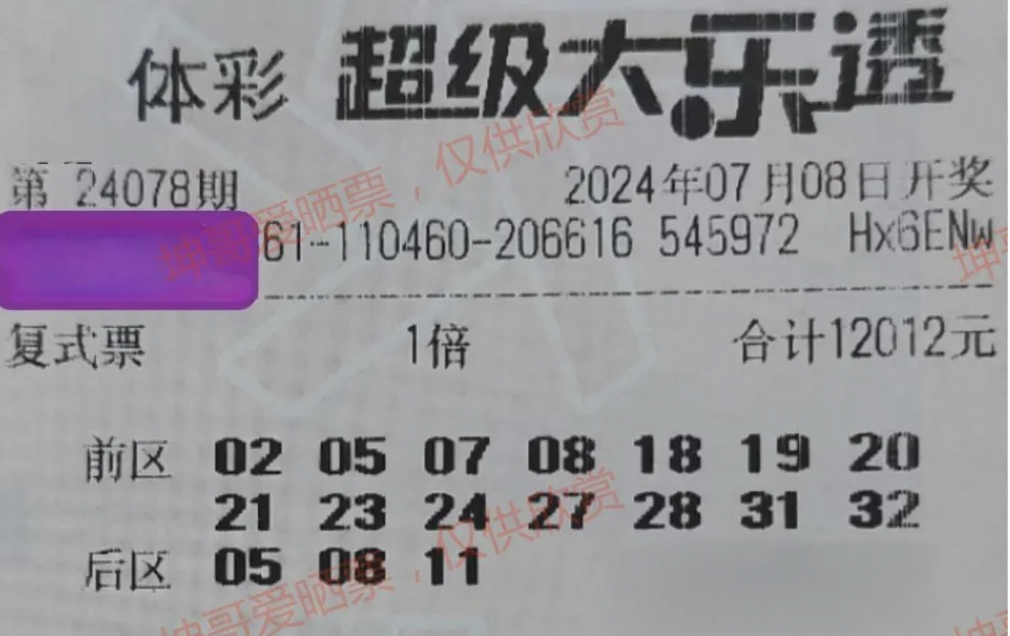 体彩 超级大乐透
第 24078期 2024年07月08日开奖
61-110460-206616 545972 Hx6ENw
复式票 1倍 合计12012元
前区 02 05 07 08 18 19 20
21 23 24 27 28 31 32
后区 05 08 11
坤哥爱晒票，仅供欣赏
坤哥爱晒票，仅供欣赏
坤哥